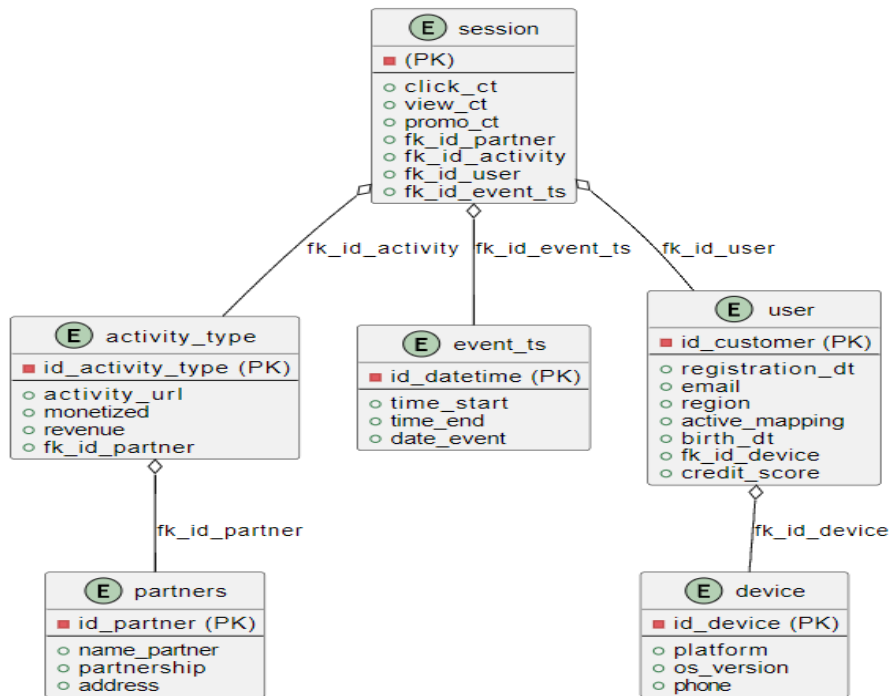 E session
(PK)
click_ct
view_ct
promo_ct
fk_id_partner
fk_id_activity
fk_id_user
fk_id_event_ts
fk_id_activity
fk_id_event_ts
fk_id_user
E activity_type
id_activity_type (PK)
activity_url
monetized
revenue
fk_id_partner
E event_ts
id_datetime (PK)
time_start
time_end
date_event
E user
id_customer (PK)
registration_dt
email
region
active_mapping
birth_dt
fk_id_device
credit_score
fk_id_partner
fk_id_device
E partners
id_partner (PK)
name_partner
partnership
address
E device
id_device (PK)
platform
os_version
phone